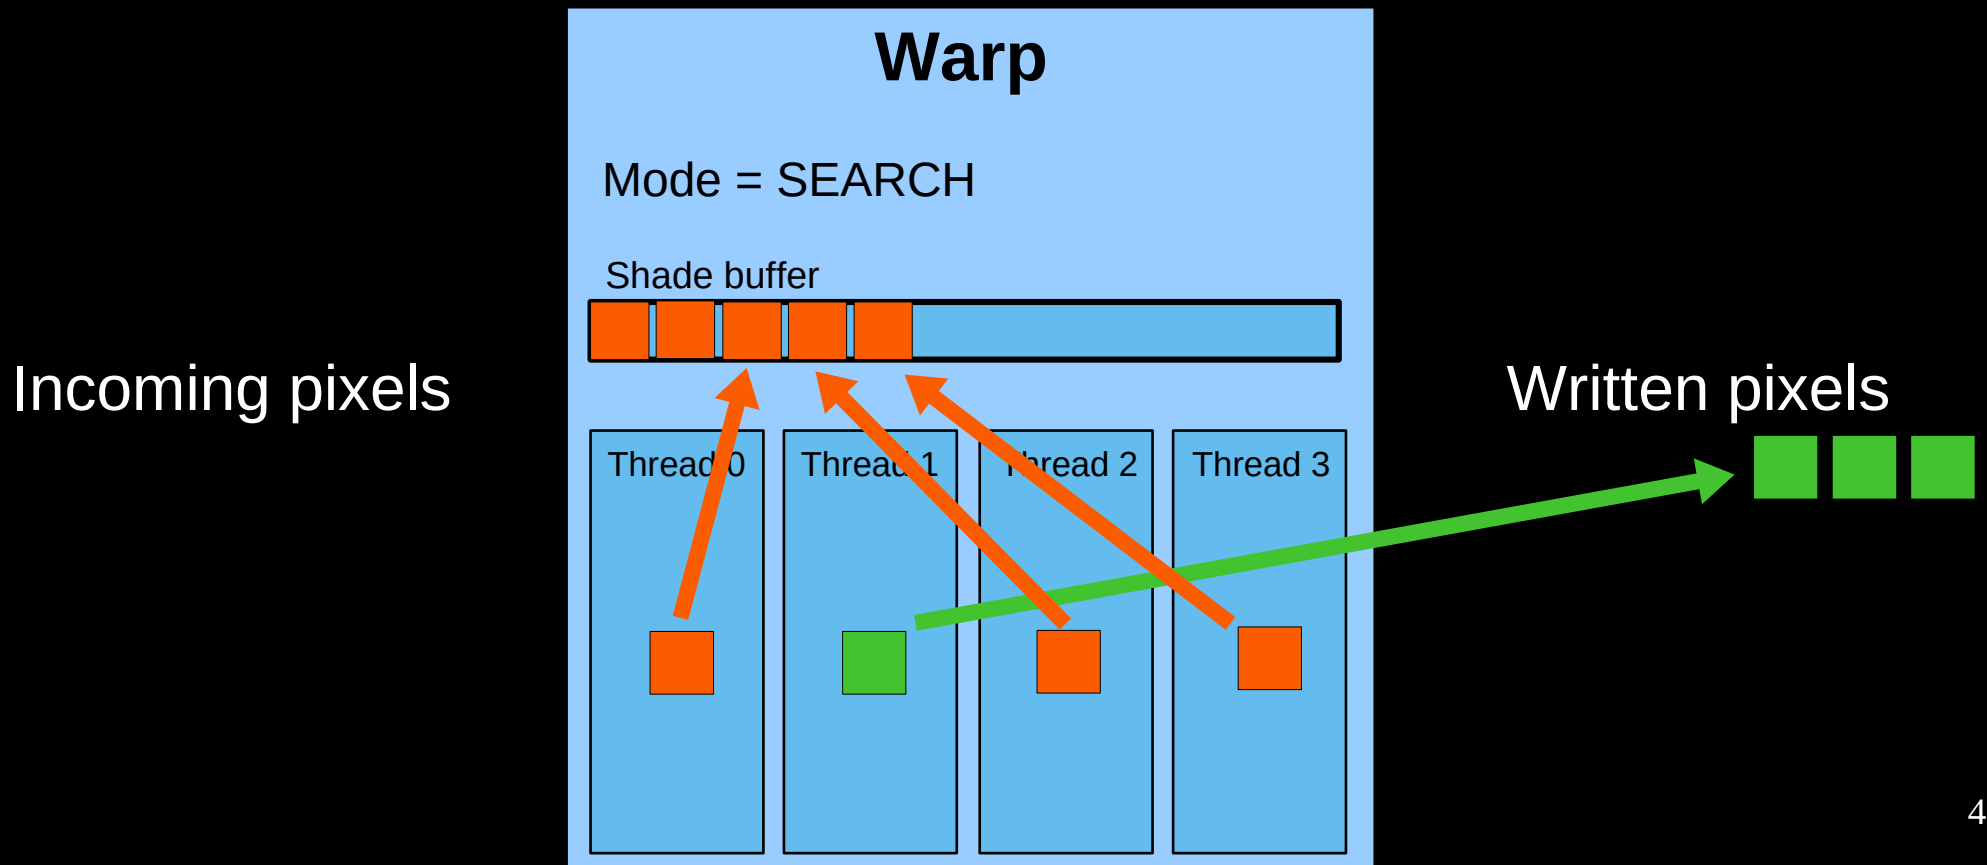 Warp
Mode = SEARCH
Shade buffer
Incoming pixels
Written pixels
Thread 0
Thread 1
Thread 2
Thread 3
4